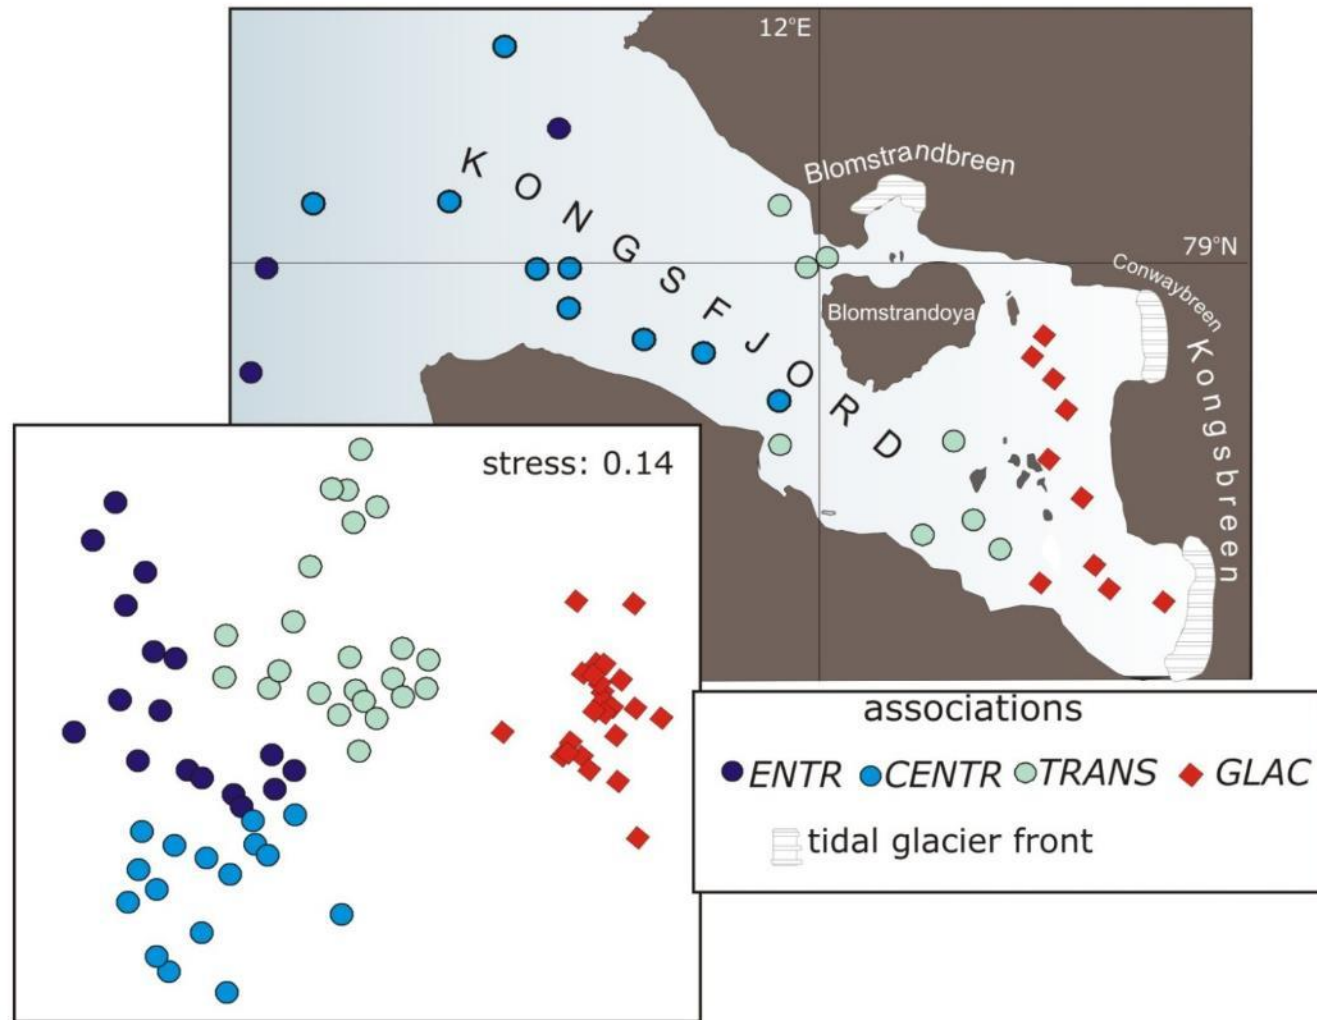 12°E
Blomstrandbreen
KONGSFJORD
79°N
Conwaybreen
Blomstrandoya
Kongsbreen
stress: 0.14
associations
ENTR CENTR TRANS GLAC
tidal glacier front